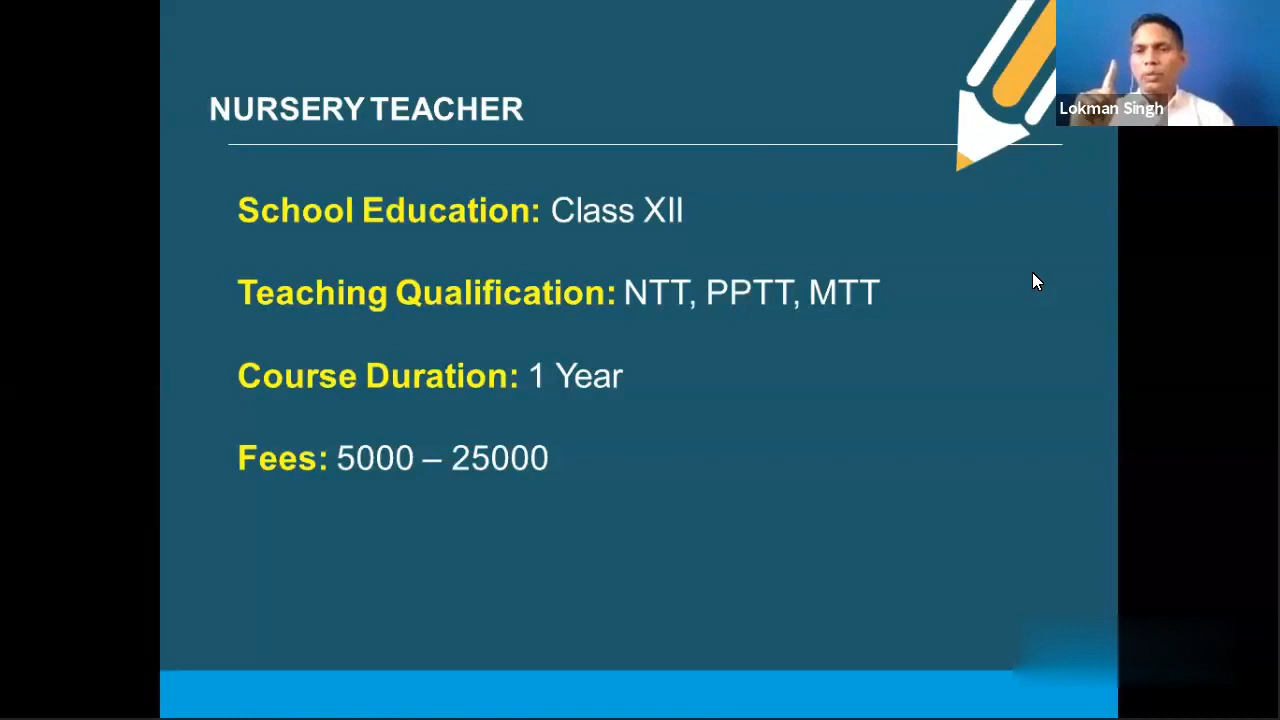 NURSERY TEACHER
Lokman Singh
School Education: Class XII
Teaching Qualification: NTT, PPTT, MTT
Course Duration: 1 Year
Fees: 5000 – 25000